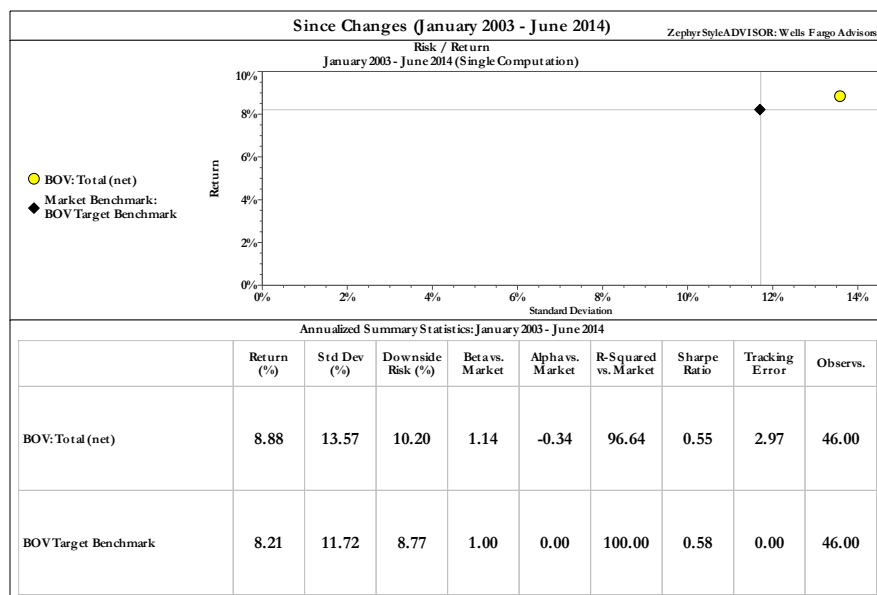 Since Changes (January 2003 - June 2014)
ZephyrStyleADVISOR: Wells Fargo Advisors
Risk / Return
January 2003 - June 2014 (Single Computation)
BOV: Total (net)
Market Benchmark:
BOV Target Benchmark
Return
10%
8%
6%
4%
2%
0%
0% 2% 4% 6% 8% 10% 12% 14%
Standard Deviation
Annualized Summary Statistics: January 2003 - June 2014
Return (%) Std Dev (%) Downside Risk (%) Beta vs. Market Alpha vs. Market R-Squared vs. Market Sharpe Ratio Tracking Error Observs.
BOV: Total (net) 8.88 13.57 10.20 1.14 -0.34 96.64 0.55 2.97 46.00
BOV Target Benchmark 8.21 11.72 8.77 1.00 0.00 100.00 0.58 0.00 46.00